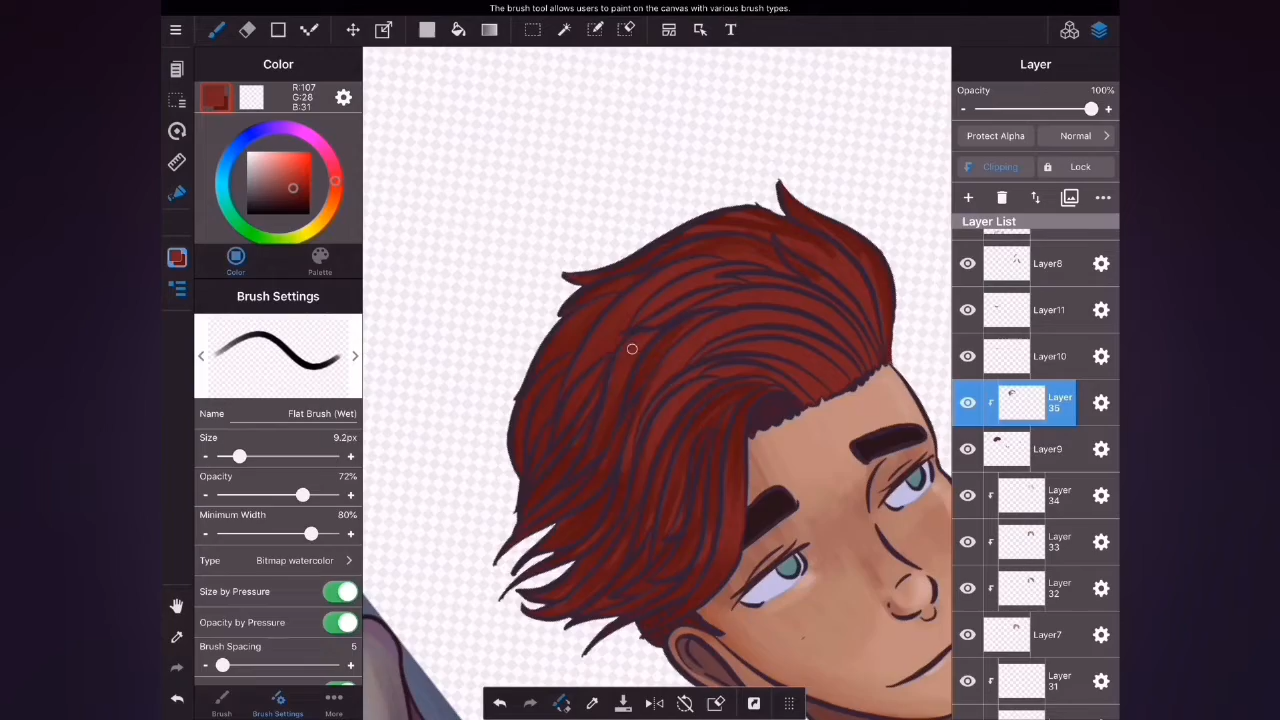 The brush tool allows users to paint on the canvas with various brush types.
T
Color
R:107
G:28
B:31
Color
Palette
Brush Settings
Name
Flat Brush (Wet)
Size
9.2px
-
+
Opacity
72%
-
+
Minimum Width
80%
-
+
Type
Bitmap watercolor
Size by Pressure
Opacity by Pressure
Brush Spacing
5
-
+
Brush
Brush Settings
More
Layer
Opacity
100%
-
+
Protect Alpha
Normal
Clipping
Lock
Layer List
Layer8
Layer11
Layer10
Layer
35
Layer9
Layer
34
Layer
33
Layer
32
Layer7
Layer
31